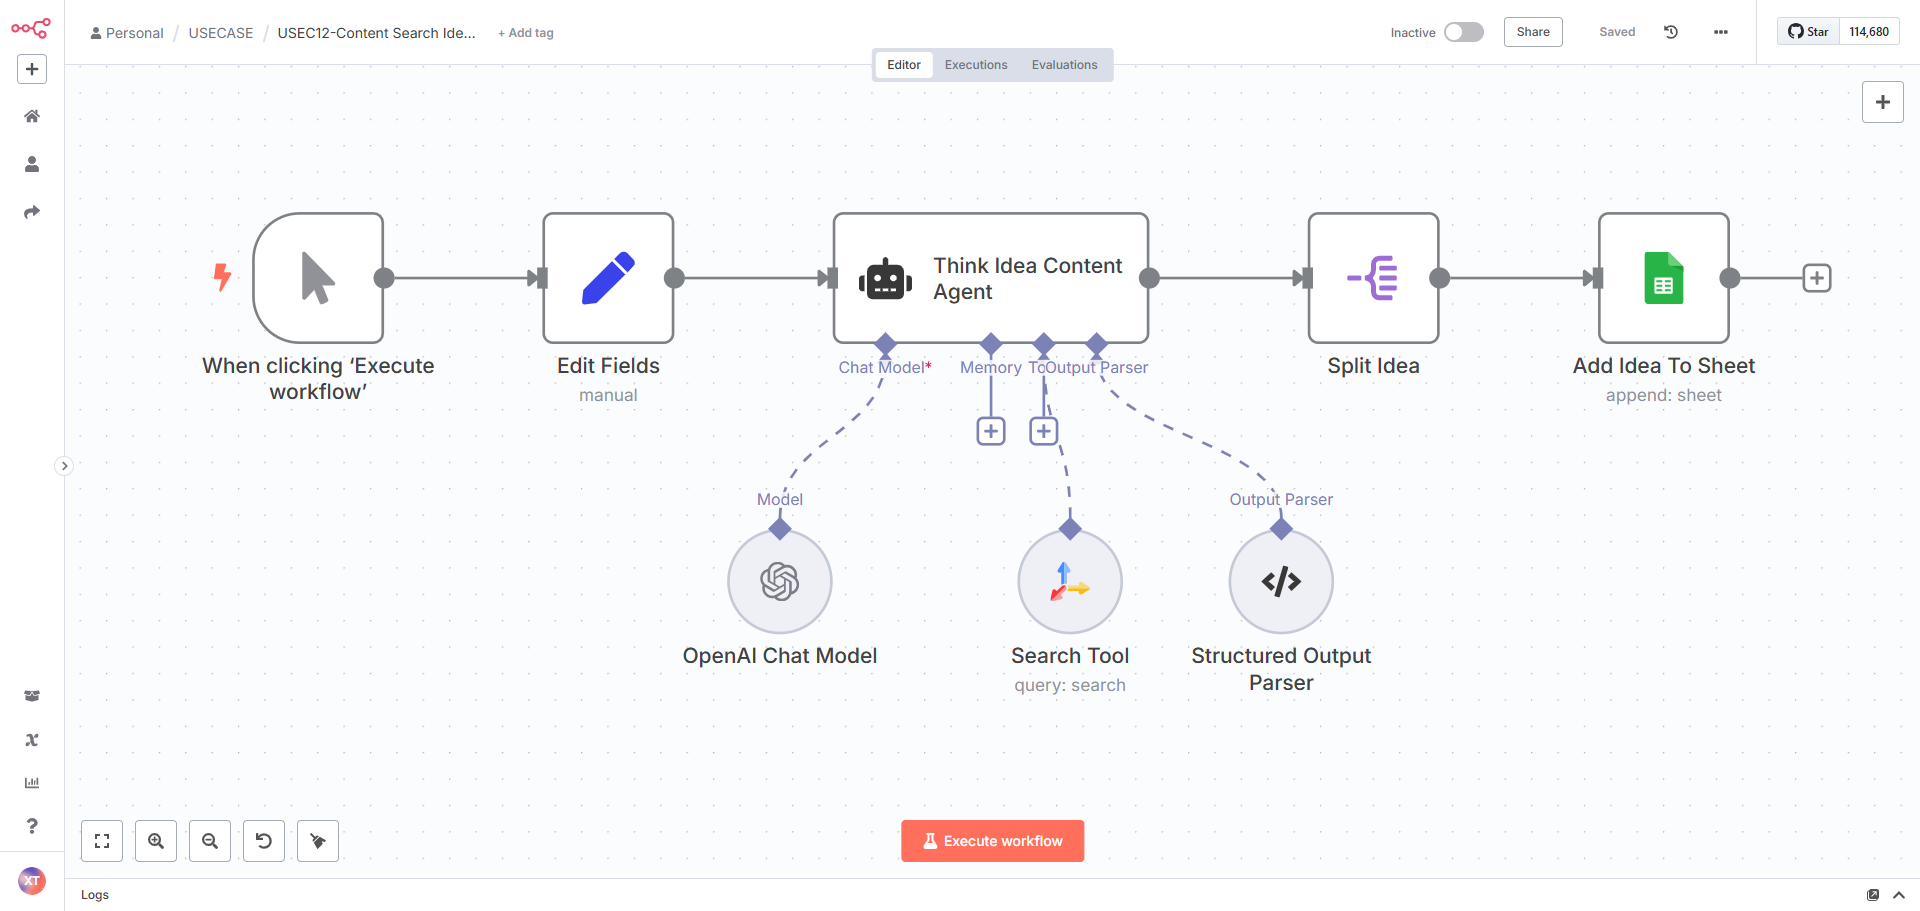 Personal / USECASE / USEC12-Content Search Ide... + Add tag
Inactive
Share
Saved
Star 114,680
Editor Executions Evaluations
Think Idea Content
Agent
Chat Model*
Memory
To
Output Parser
When clicking ‘Execute
workflow’
Edit Fields
manual
Split Idea
Add Idea To Sheet
append: sheet
Model
Output Parser
OpenAI Chat Model
Search Tool
query: search
Structured Output
Parser
Execute workflow
XT
Logs